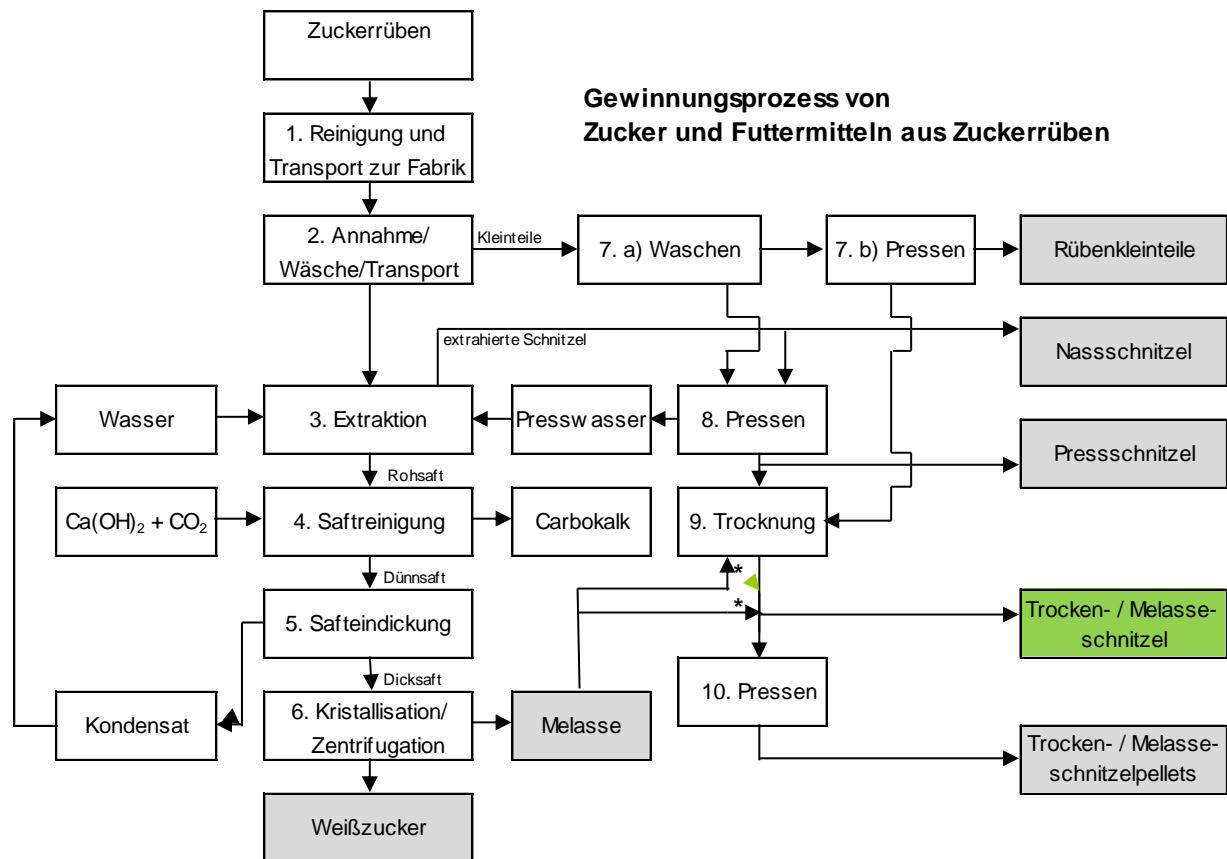 Zuckerrüben
Gewinnungsprozess von
Zucker und Futtermitteln aus Zuckerrüben
1. Reinigung und
Transport zur Fabrik
2. Annahme/
Wäsche/Transport
Kleinteile
7. a) Waschen
7. b) Pressen
Rübenkleinteile
extrahierte Schnitzel
Nassschnitzel
Wasser
3. Extraktion
Presswasser
8. Pressen
Pressschnitzel
Rohsaft
Ca(OH)₂ + CO₂
4. Saftreinigung
Carbokalk
9. Trocknung
Dünnsaft
*
*
5. Safteindickung
Trocken- / Melasse-
schnitzel
Dicksaft
Kondensat
6. Kristallisation/
Zentrifugation
Melasse
10. Pressen
Trocken- / Melasse-
schnitzelpellets
Weißzucker